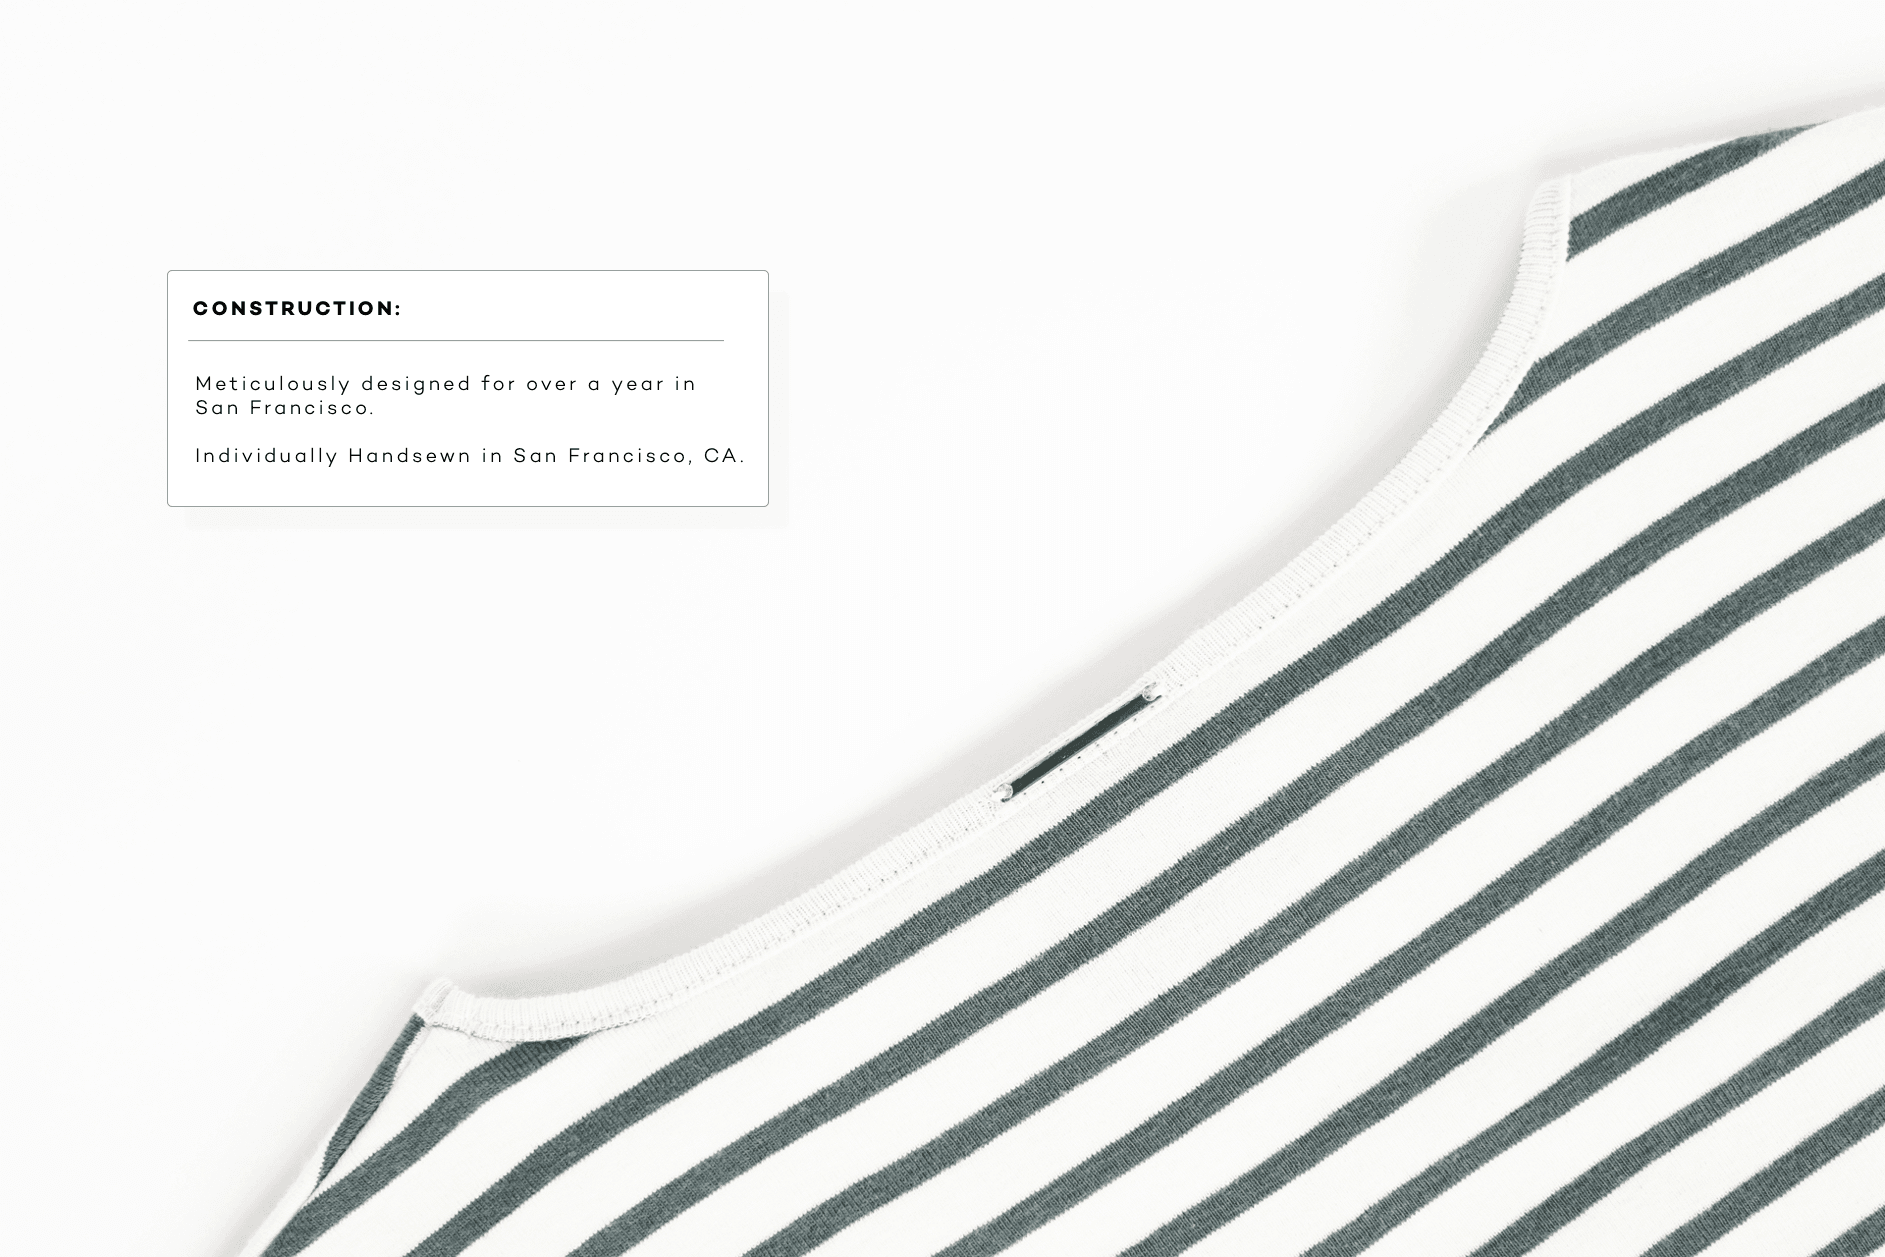 CONSTRUCTION:
Meticulously designed for over a year in
San Francisco.
Individually Handsewn in San Francisco, CA.